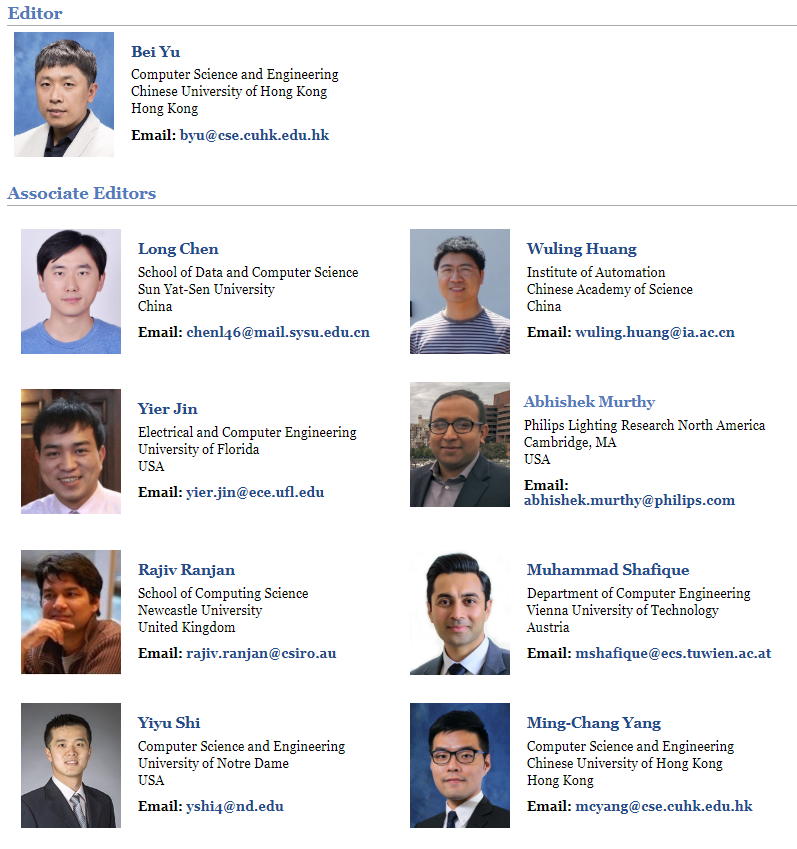 Editor
Bei Yu
Computer Science and Engineering
Chinese University of Hong Kong
Hong Kong
Email: byu@cse.cuhk.edu.hk
Associate Editors
Long Chen
School of Data and Computer Science
Sun Yat-Sen University
China
Email: chenl46@mail.sysu.edu.cn
Wuling Huang
Institute of Automation
Chinese Academy of Science
China
Email: wuling.huang@ia.ac.cn
Yier Jin
Electrical and Computer Engineering
University of Florida
USA
Email: yier.jin@ece.ufl.edu
Abhishek Murthy
Philips Lighting Research North America
Cambridge, MA
USA
Email:
abhishek.murthy@philips.com
Rajiv Ranjan
School of Computing Science
Newcastle University
United Kingdom
Email: rajiv.ranjan@csiro.au
Muhammad Shafique
Department of Computer Engineering
Vienna University of Technology
Austria
Email: mshafique@ecs.tuwien.ac.at
Yiyu Shi
Computer Science and Engineering
University of Notre Dame
USA
Email: yshi4@nd.edu
Ming-Chang Yang
Computer Science and Engineering
Chinese University of Hong Kong
Hong Kong
Email: mcyang@cse.cuhk.edu.hk